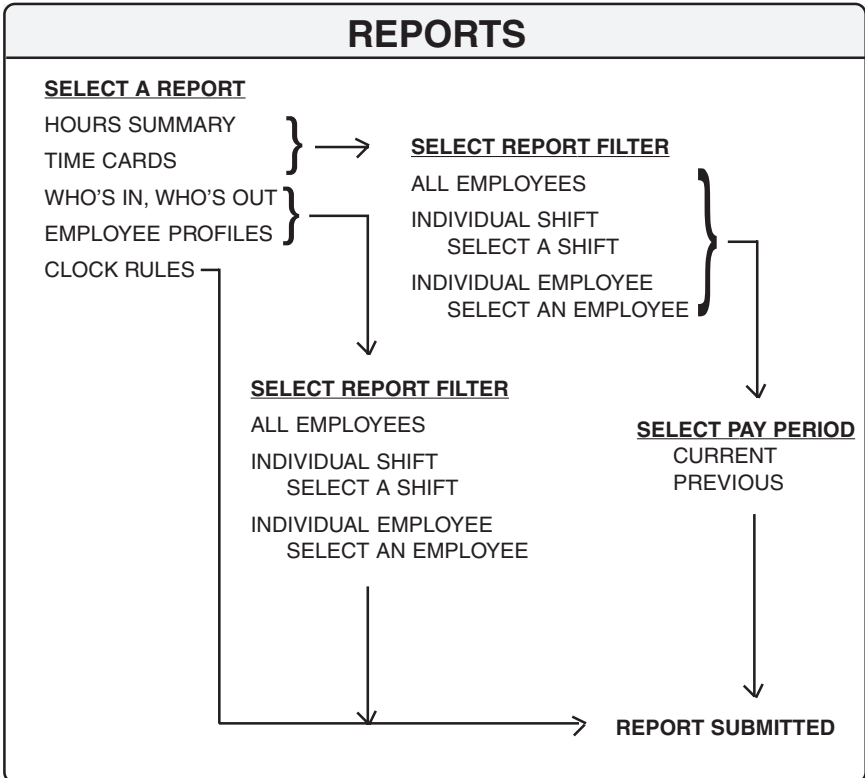 REPORTS
SELECT A REPORT
HOURS SUMMARY
TIME CARDS
WHO'S IN, WHO'S OUT
EMPLOYEE PROFILES
CLOCK RULES
SELECT REPORT FILTER
ALL EMPLOYEES
INDIVIDUAL SHIFT
SELECT A SHIFT
INDIVIDUAL EMPLOYEE
SELECT AN EMPLOYEE
SELECT REPORT FILTER
ALL EMPLOYEES
INDIVIDUAL SHIFT
SELECT A SHIFT
INDIVIDUAL EMPLOYEE
SELECT AN EMPLOYEE
SELECT PAY PERIOD
CURRENT
PREVIOUS
REPORT SUBMITTED